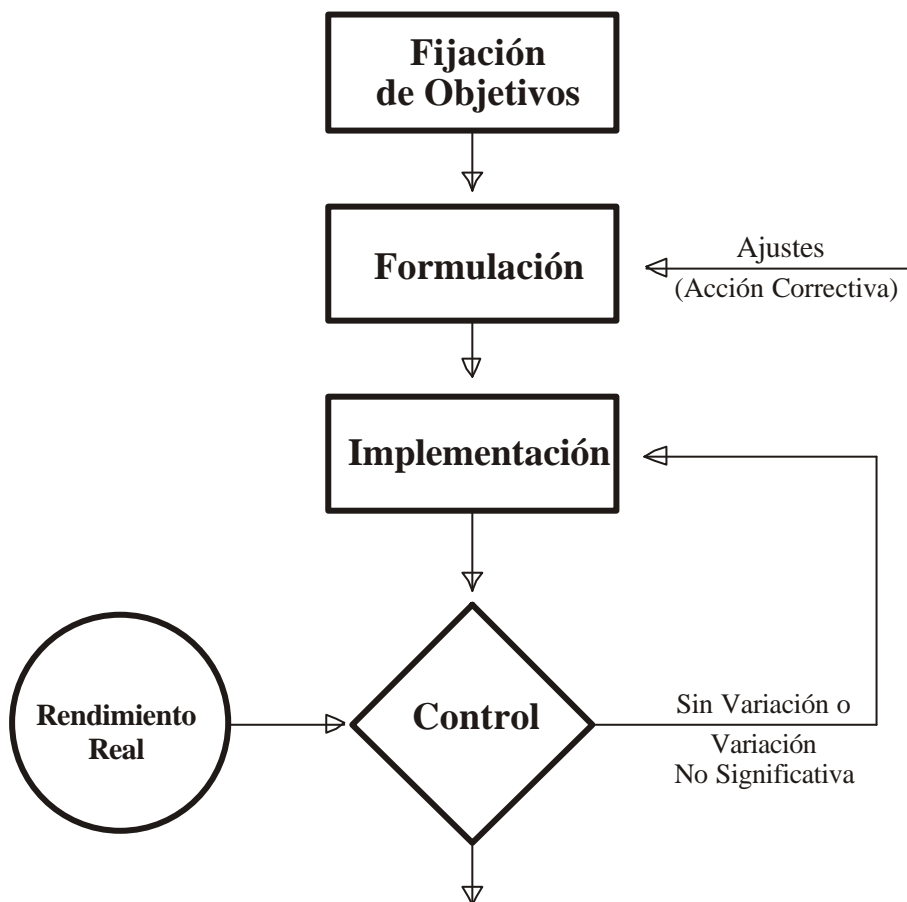 Fijación
de Objetivos
Formulación
Ajustes
(Acción Correctiva)
Implementación
Rendimiento
Real
Control
Sin Variación o
Variación
No Significativa